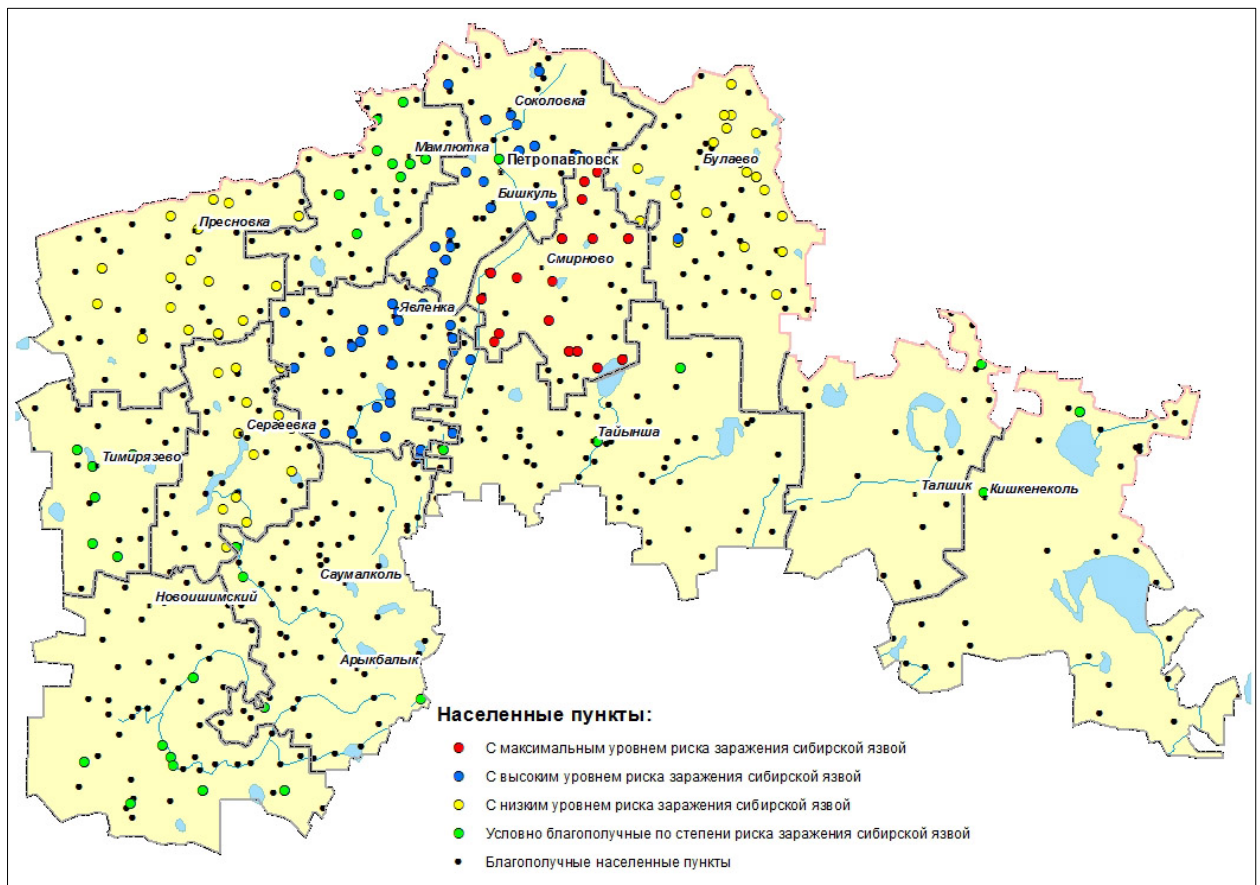 Соколовка
Мамлютка
Петропавловск
Булаево
Бишкуль
Пресновка
Смирново
Явленка
Сергеевка
Тайынша
Тимирязево
Талшик
Кишкенеколь
Саумалколь
Новоишимский
Арыкбалык
Населенные пункты:
С максимальным уровнем риска заражения сибирской язвой
С высоким уровнем риска заражения сибирской язвой
С низким уровнем риска заражения сибирской язвой
Условно благополучные по степени риска заражения сибирской язвой
Благополучные населенные пункты